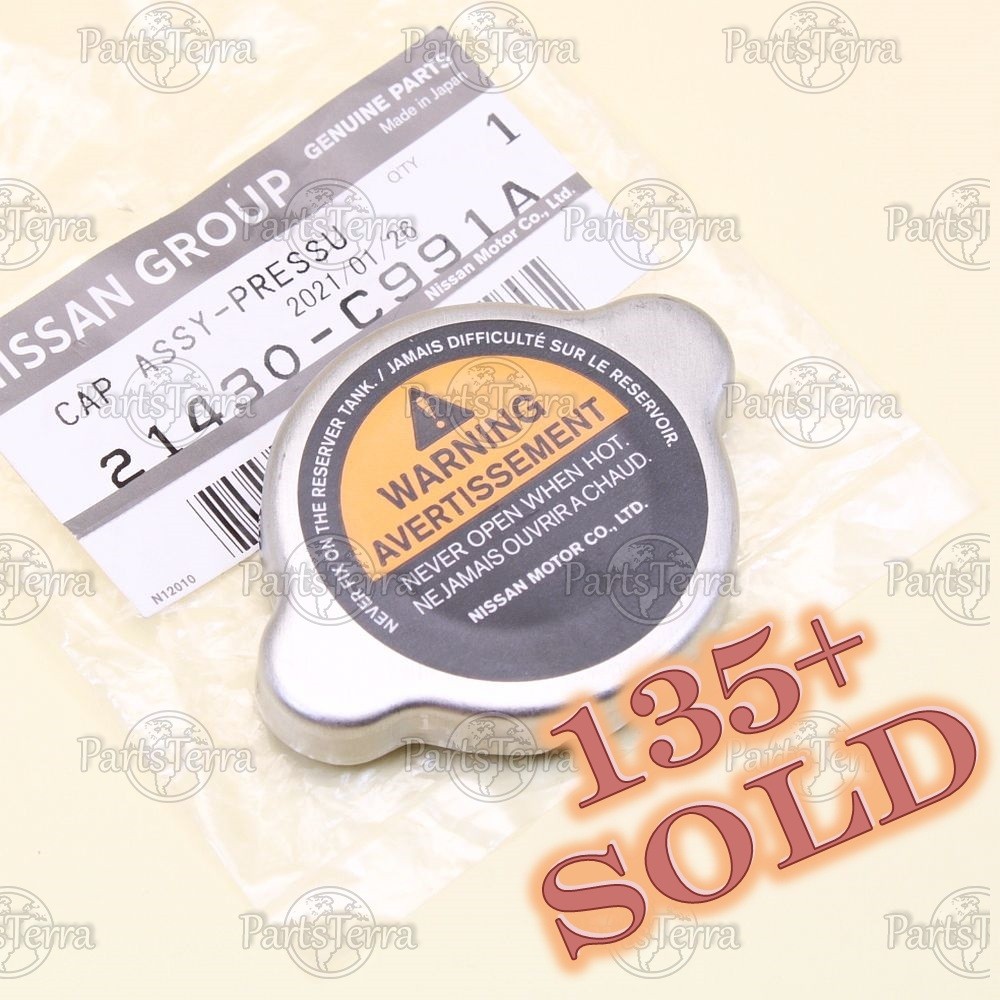 NISSAN GROUP
GENUINE PARTS
Made in Japan
QTY 1
CAP ASSY-PRESSU
2021/01/26
21430-C991A
Nissan Motor Co., Ltd.
N12010
NEVER FIX ON THE RESERVER TANK. / JAMAIS DIFFICULTÉ SUR LE RESERVOIR.
WARNING
AVERTISSEMENT
NEVER OPEN WHEN HOT.
NE JAMAIS OUVRIR A CHAUD.
NISSAN MOTOR CO., LTD.
135+
SOLD
PartsTerra